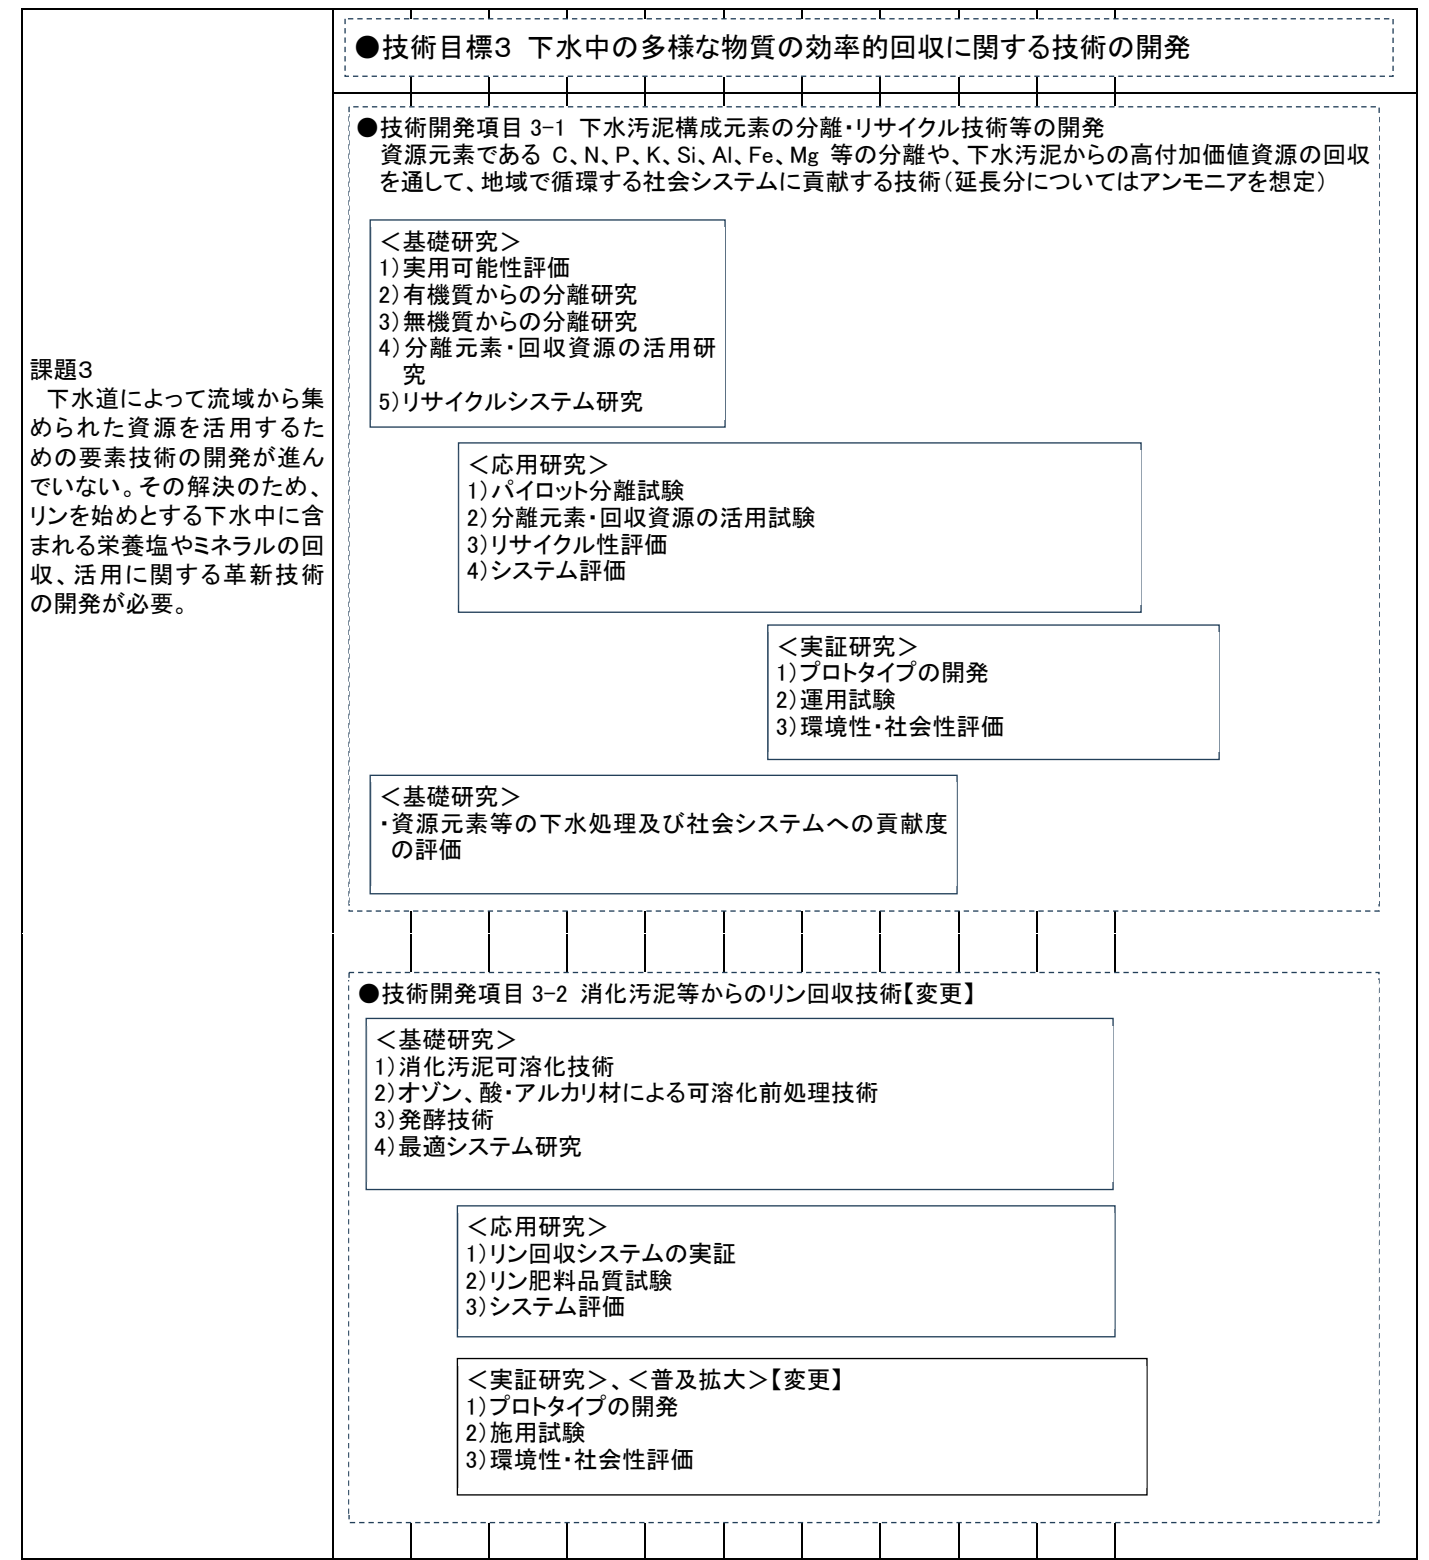 課題3
下水道によって流域から集
められた資源を活用するた
めの要素技術の開発が進ん
でいない。その解決のため、
リンを始めとする下水中に含
まれる栄養塩やミネラルの回
収、活用に関する革新技術
の開発が必要。
●技術目標3 下水中の多様な物質の効率的回収に関する技術の開発
●技術開発項目 3-1 下水汚泥構成元素の分離・リサイクル技術等の開発
資源元素である C、N、P、K、Si、Al、Fe、Mg 等の分離や、下水汚泥からの高付加価値資源の回収
を通して、地域で循環する社会システムに貢献する技術(延長分についてはアンモニアを想定)
＜基礎研究＞
1)実用可能性評価
2)有機質からの分離研究
3)無機質からの分離研究
4)分離元素・回収資源の活用研
究
5)リサイクルシステム研究
＜応用研究＞
1)パイロット分離試験
2)分離元素・回収資源の活用試験
3)リサイクル性評価
4)システム評価
＜実証研究＞
1)プロトタイプの開発
2)運用試験
3)環境性・社会性評価
＜基礎研究＞
・資源元素等の下水処理及び社会システムへの貢献度
の評価
●技術開発項目 3-2 消化汚泥等からのリン回収技術【変更】
＜基礎研究＞
1)消化汚泥可溶化技術
2)オゾン、酸・アルカリ材による可溶化前処理技術
3)発酵技術
4)最適システム研究
＜応用研究＞
1)リン回収システムの実証
2)リン肥料品質試験
3)システム評価
＜実証研究＞、＜普及拡大＞【変更】
1)プロトタイプの開発
2)施用試験
3)環境性・社会性評価